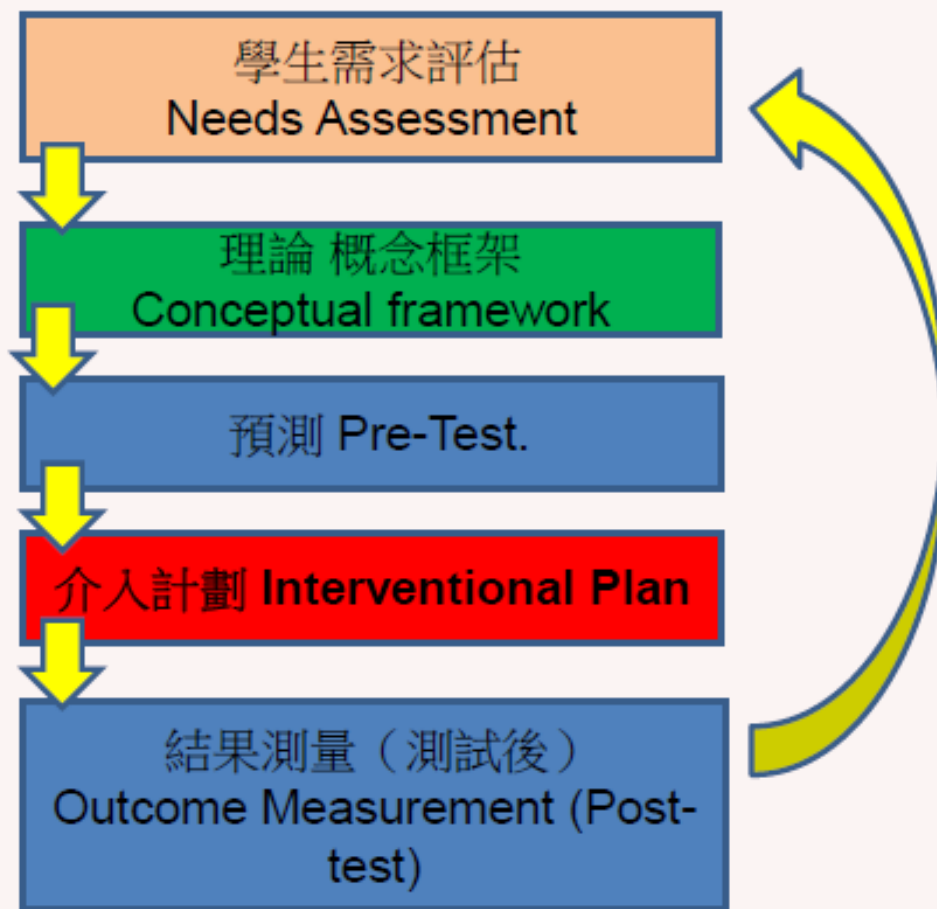 學生需求評估
Needs Assessment
理論 概念框架
Conceptual framework
預測 Pre-Test.
介入計劃 Interventional Plan
結果測量（測試後）
Outcome Measurement (Post-
test)